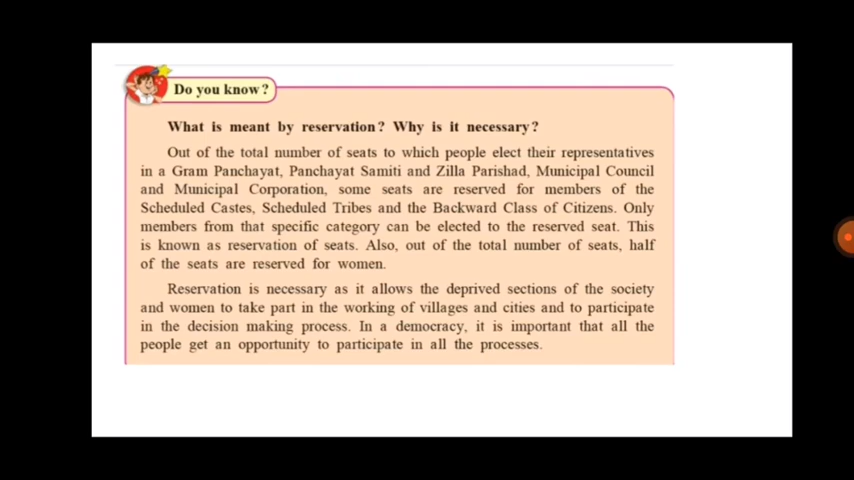 Do you know?
What is meant by reservation? Why is it necessary?
Out of the total number of seats to which people elect their representatives
in a Gram Panchayat, Panchayat Samiti and Zilla Parishad, Municipal Council
and Municipal Corporation, some seats are reserved for members of the
Scheduled Castes, Scheduled Tribes and the Backward Class of Citizens. Only
members from that specific category can be elected to the reserved seat. This
is known as reservation of seats. Also, out of the total number of seats, half
of the seats are reserved for women.
Reservation is necessary as it allows the deprived sections of the society
and women to take part in the working of villages and cities and to participate
in the decision making process. In a democracy, it is important that all the
people get an opportunity to participate in all the processes.